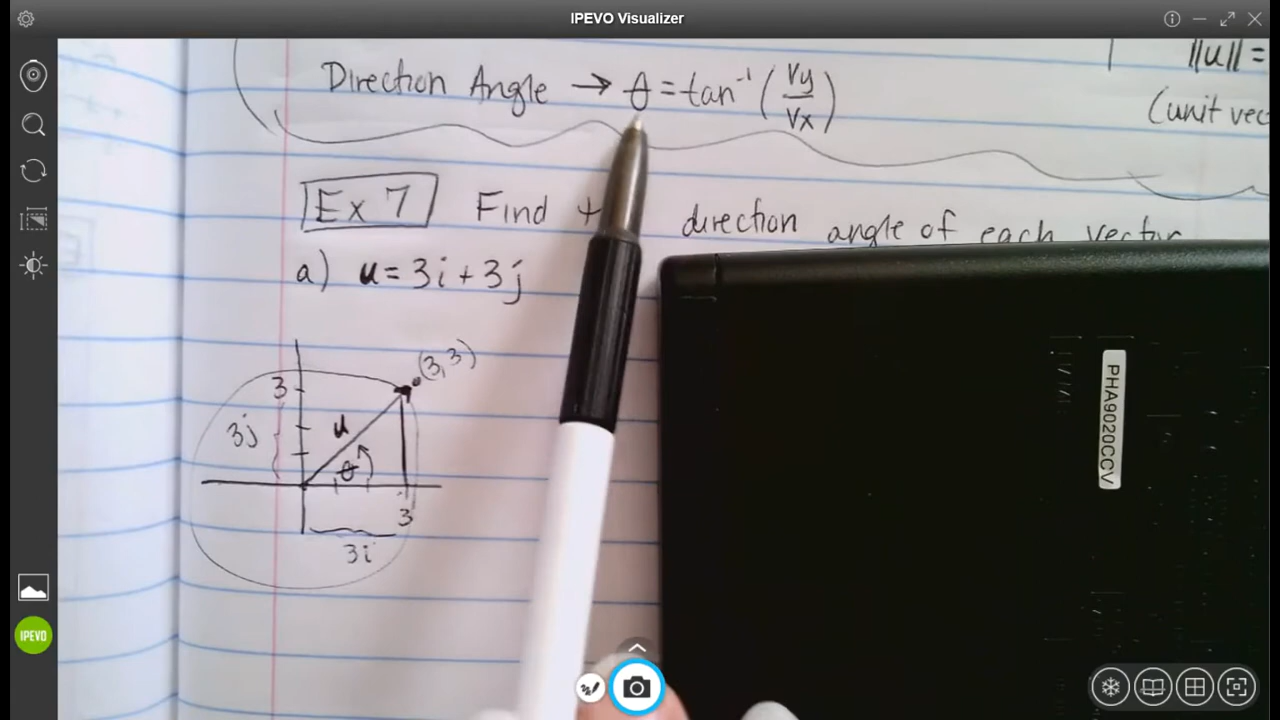 IPEVO Visualizer
||u|| =
Direction Angle → θ = tan⁻¹ (Vy/Vx)
(unit vec
Ex 7 Find direction angle of each vector
a) u = 3i + 3j
(3,3)
3
3j
u
θ
3
3i
PHA9020CCV
IPEVO